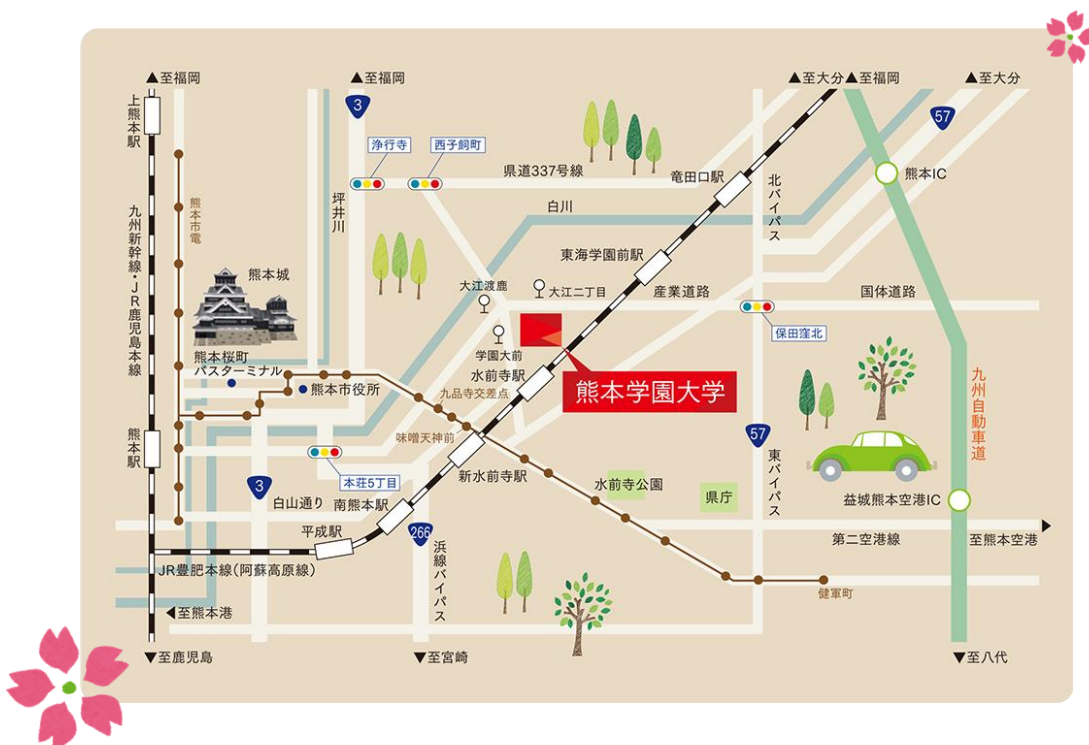 ▲至福岡
▲至福岡
▲至大分
▲至福岡
▲至大分
上熊本駅
3
57
浄行寺
西子飼町
県道337号線
竜田口駅
北バイパス
熊本IC
九州新幹線・JR鹿児島本線
熊本市電
坪井川
白川
熊本城
東海学園前駅
大江渡鹿
大江二丁目
産業道路
国体道路
保田窪北
学園大前
熊本桜町
バスターミナル
熊本市役所
水前寺駅
九品寺交差点
熊本学園大学
九州自動車道
熊本駅
味噌天神前
57
東バイパス
本荘5丁目
新水前寺駅
3
白山通り
南熊本駅
水前寺公園
県庁
益城熊本空港IC
平成駅
266
浜線バイパス
第二空港線
至熊本空港▶
JR豊肥本線(阿蘇高原線)
健軍町
◀至熊本港
▼至鹿児島
▼至宮崎
▼至八代